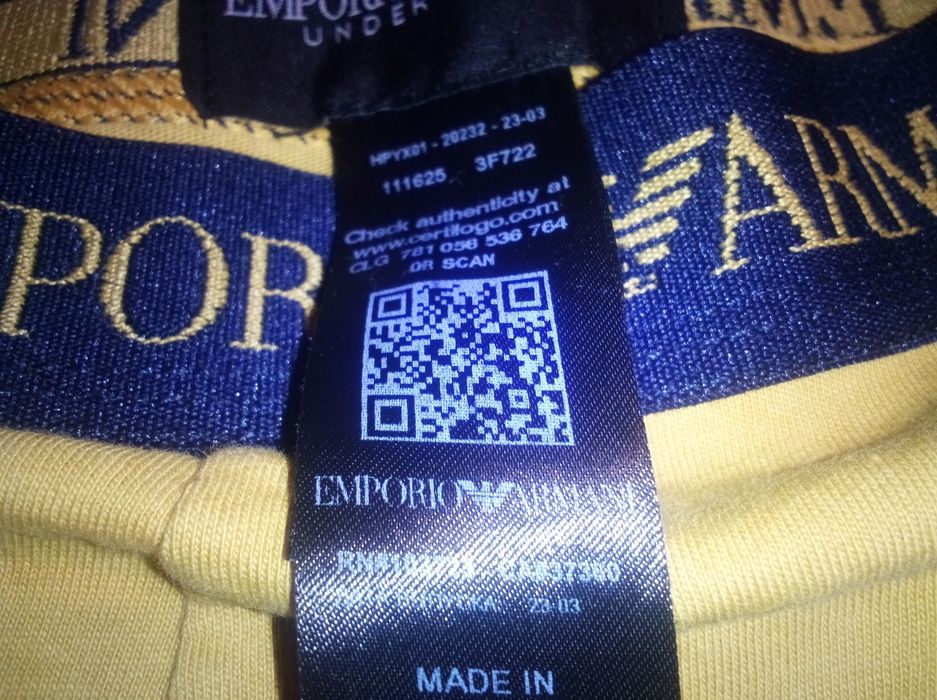 EMPORIO
UNDER
HPYX01 - 20232 - 23-03
111625 3F722
Check authenticity at
www.certilogo.com
CLG 781 056 536 764
OR SCAN
POR ARM
EMPORIO ARMANI
23-03
MADE IN